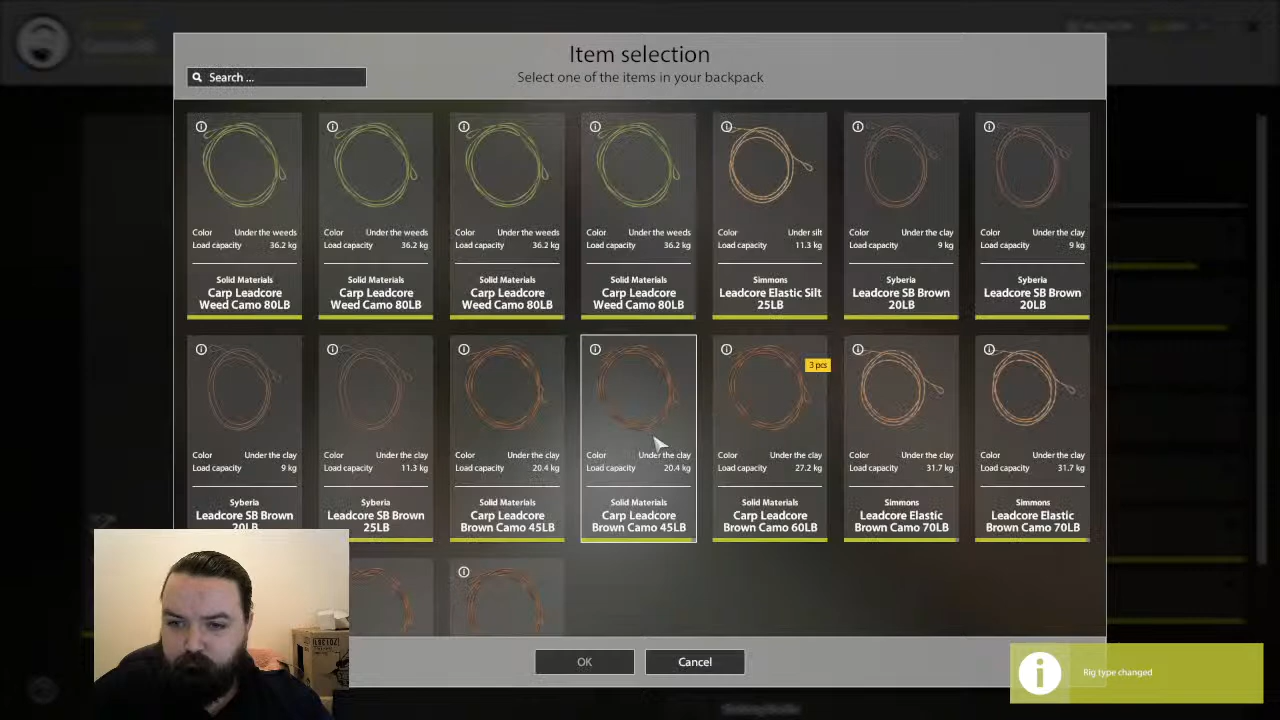 Item selection
Search ...
Select one of the items in your backpack
Color Under the weeds
Load capacity 36.2 kg
Solid Materials
Carp Leadcore
Weed Camo 80LB
Color Under the weeds
Load capacity 36.2 kg
Solid Materials
Carp Leadcore
Weed Camo 80LB
Color Under the weeds
Load capacity 36.2 kg
Solid Materials
Carp Leadcore
Weed Camo 80LB
Color Under the weeds
Load capacity 36.2 kg
Solid Materials
Carp Leadcore
Weed Camo 80LB
Color Under silt
Load capacity 11.3 kg
Simmons
Leadcore Elastic Silt
25LB
Color Under the clay
Load capacity 9 kg
Syberia
Leadcore SB Brown
20LB
Color Under the clay
Load capacity 9 kg
Syberia
Leadcore SB Brown
20LB
Color Under the clay
Load capacity 9 kg
Syberia
Leadcore SB Brown
20LB
Color Under the clay
Load capacity 11.3 kg
Syberia
Leadcore SB Brown
25LB
Color Under the clay
Load capacity 20.4 kg
Solid Materials
Carp Leadcore
Brown Camo 45LB
Color Under the clay
Load capacity 20.4 kg
Solid Materials
Carp Leadcore
Brown Camo 45LB
3 pcs
Color Under the clay
Load capacity 27.2 kg
Solid Materials
Carp Leadcore
Brown Camo 60LB
Color Under the clay
Load capacity 31.7 kg
Simmons
Leadcore Elastic
Brown Camo 70LB
Color Under the clay
Load capacity 31.7 kg
Simmons
Leadcore Elastic
Brown Camo 70LB
OK
Cancel
Rig type changed